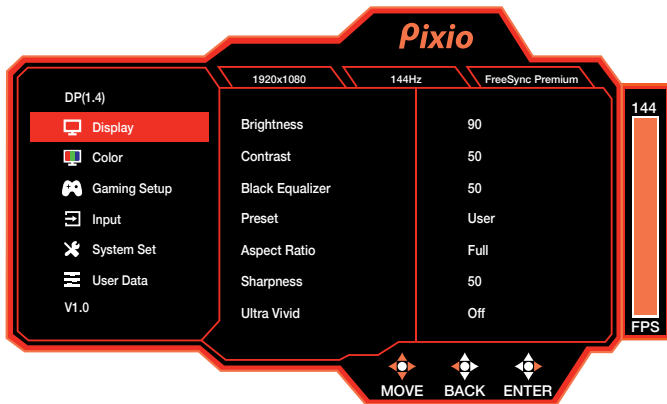 Pixio
1920x1080 144Hz FreeSync Premium
DP(1.4)
Display
Color
Gaming Setup
Input
System Set
User Data
V1.0
Brightness 90
Contrast 50
Black Equalizer 50
Preset User
Aspect Ratio Full
Sharpness 50
Ultra Vivid Off
144
FPS
MOVE BACK ENTER